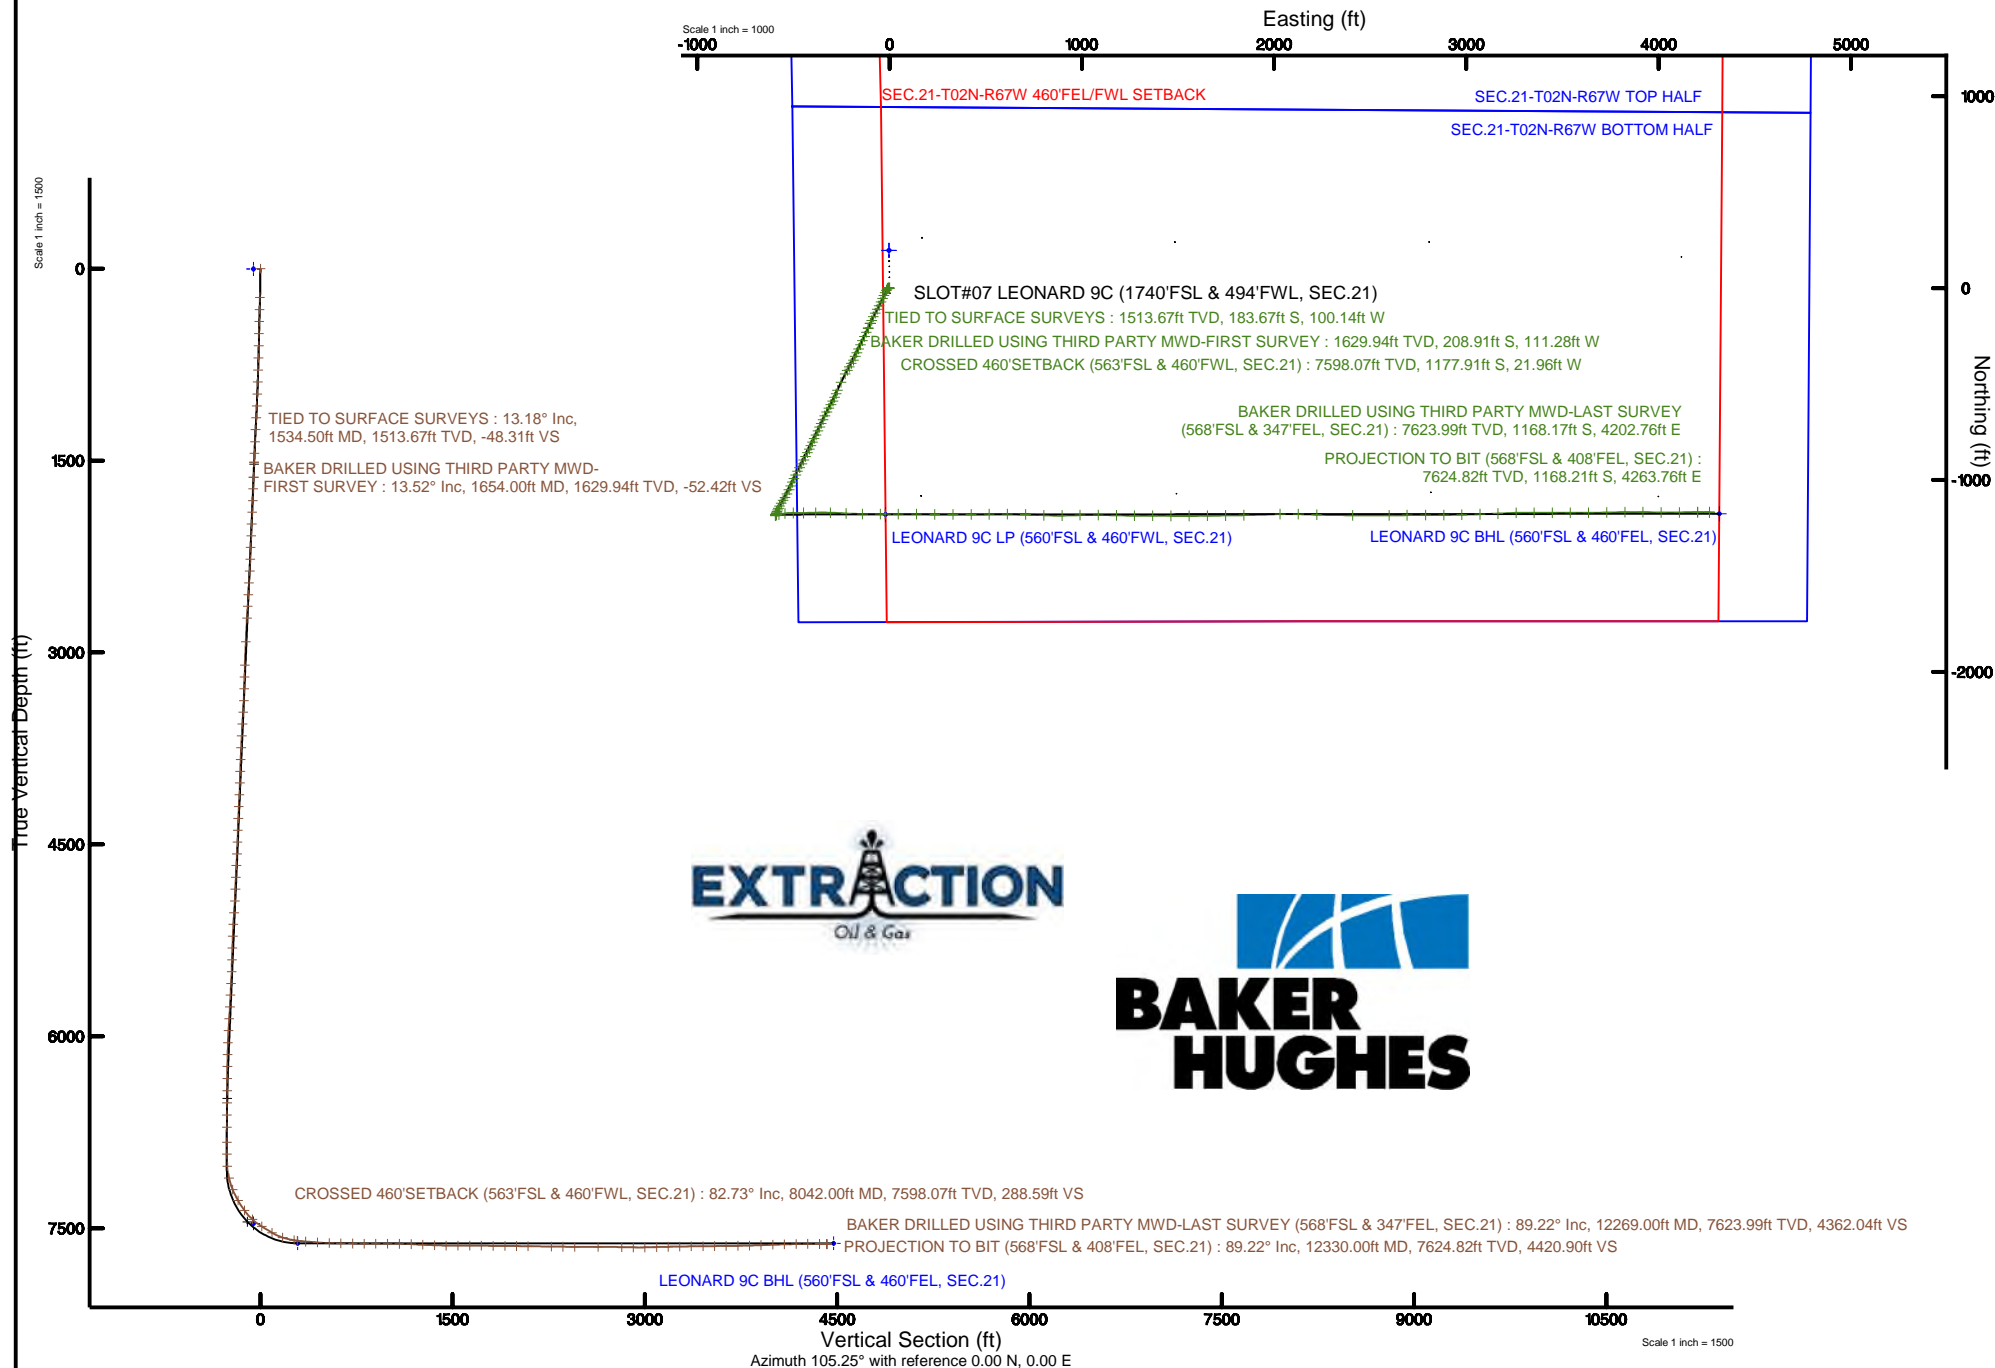 Easting (ft)
Scale 1 inch = 1000
-1000 0 1000 2000 3000 4000 5000
SEC.21-T02N-R67W 460'FEL/FWL SETBACK
SEC.21-T02N-R67W TOP HALF
SEC.21-T02N-R67W BOTTOM HALF
1000
0
-1000
-2000
Northing (ft)
SLOT#07 LEONARD 9C (1740'FSL & 494'FWL, SEC.21)
TIED TO SURFACE SURVEYS : 1513.67ft TVD, 183.67ft S, 100.14ft W
BAKER DRILLED USING THIRD PARTY MWD-FIRST SURVEY : 1629.94ft TVD, 208.91ft S, 111.28ft W
CROSSED 460'SETBACK (563'FSL & 460'FWL, SEC.21) : 7598.07ft TVD, 1177.91ft S, 21.96ft W
BAKER DRILLED USING THIRD PARTY MWD-LAST SURVEY
(568'FSL & 347'FEL, SEC.21) : 7623.99ft TVD, 1168.17ft S, 4202.76ft E
PROJECTION TO BIT (568'FSL & 408'FEL, SEC.21) :
7624.82ft TVD, 1168.21ft S, 4263.76ft E
LEONARD 9C LP (560'FSL & 460'FWL, SEC.21)
LEONARD 9C BHL (560'FSL & 460'FEL, SEC.21)
Scale 1 inch = 1500
True Vertical Depth (ft)
0
1500
3000
4500
6000
7500
TIED TO SURFACE SURVEYS : 13.18° Inc,
1534.50ft MD, 1513.67ft TVD, -48.31ft VS
BAKER DRILLED USING THIRD PARTY MWD-
FIRST SURVEY : 13.52° Inc, 1654.00ft MD, 1629.94ft TVD, -52.42ft VS
EXTRACTION
Oil & Gas
BAKER
HUGHES
CROSSED 460'SETBACK (563'FSL & 460'FWL, SEC.21) : 82.73° Inc, 8042.00ft MD, 7598.07ft TVD, 288.59ft VS
BAKER DRILLED USING THIRD PARTY MWD-LAST SURVEY (568'FSL & 347'FEL, SEC.21) : 89.22° Inc, 12269.00ft MD, 7623.99ft TVD, 4362.04ft VS
PROJECTION TO BIT (568'FSL & 408'FEL, SEC.21) : 89.22° Inc, 12330.00ft MD, 7624.82ft TVD, 4420.90ft VS
LEONARD 9C BHL (560'FSL & 460'FEL, SEC.21)
0 1500 3000 4500 6000 7500 9000 10500
Vertical Section (ft)
Scale 1 inch = 1500
Azimuth 105.25° with reference 0.00 N, 0.00 E